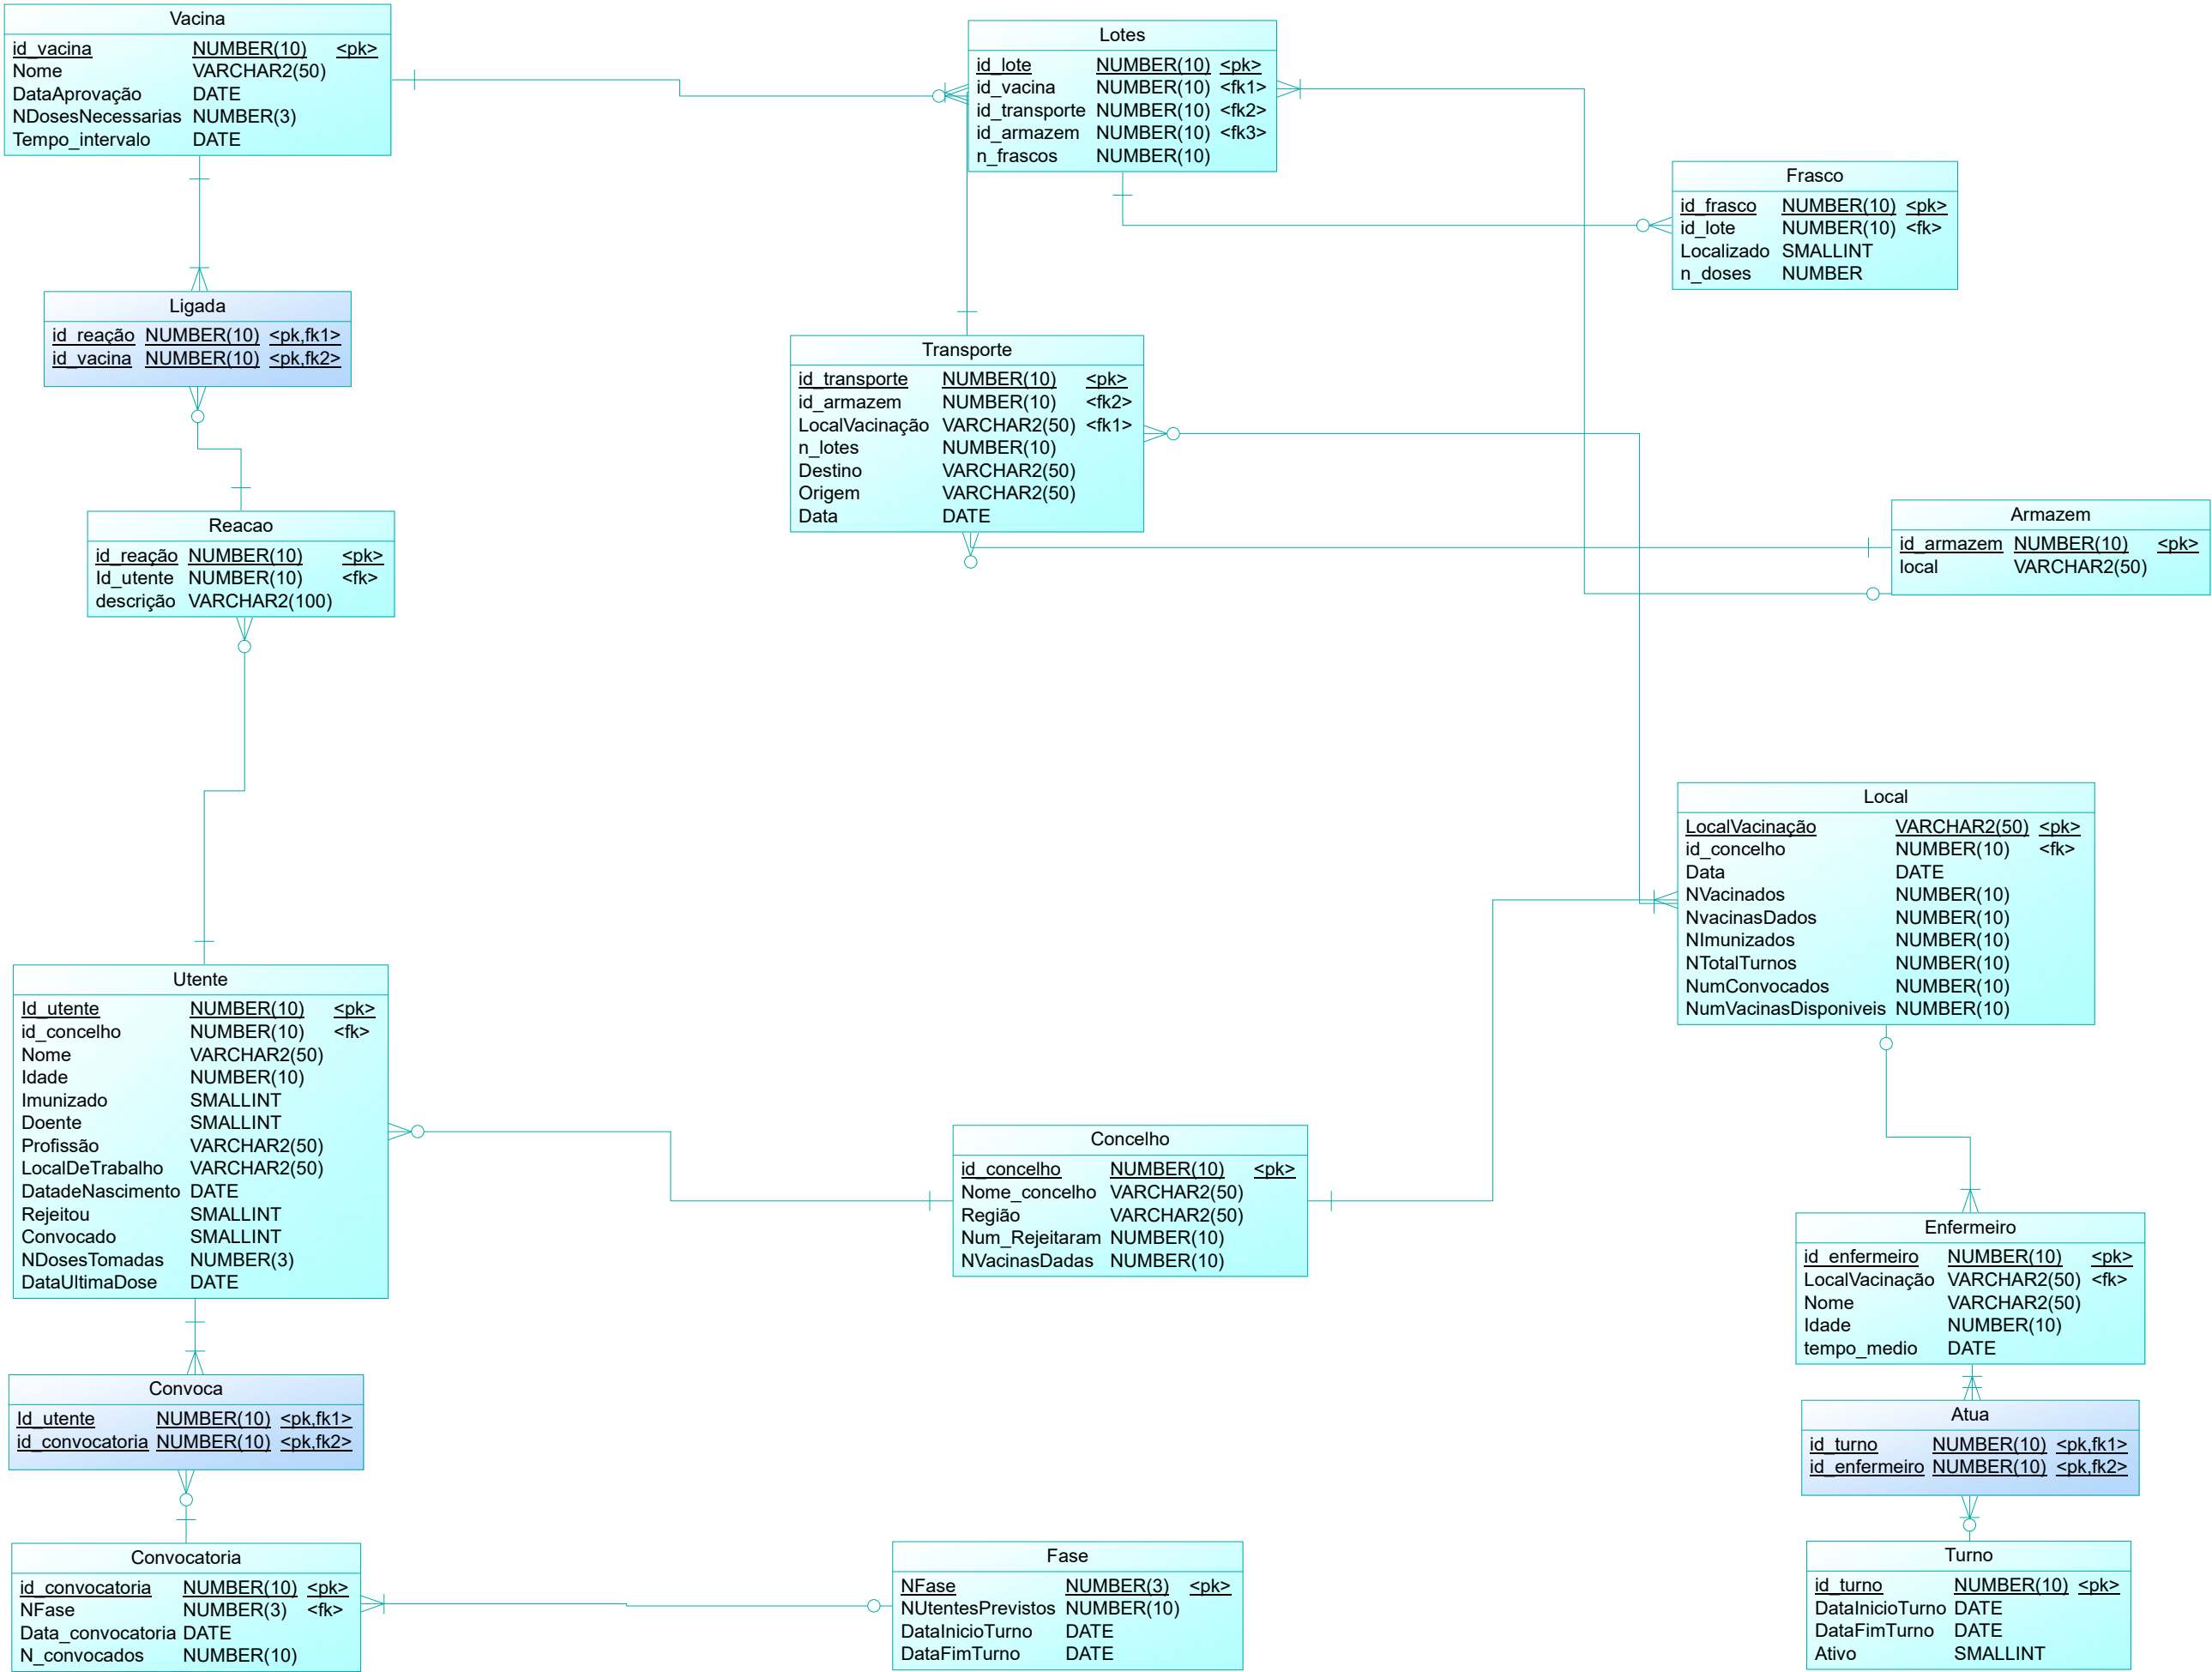 Vacina
id_vacina NUMBER(10) <pk>
Nome VARCHAR2(50)
DataAprovação DATE
NDosesNecessarias NUMBER(3)
Tempo_intervalo DATE
Lotes
id_lote NUMBER(10) <pk>
id_vacina NUMBER(10) <fk1>
id_transporte NUMBER(10) <fk2>
id_armazem NUMBER(10) <fk3>
n_frascos NUMBER(10)
Frasco
id_frasco NUMBER(10) <pk>
id_lote NUMBER(10) <fk>
Localizado SMALLINT
n_doses NUMBER
Ligada
id_reação NUMBER(10) <pk,fk1>
id_vacina NUMBER(10) <pk,fk2>
Transporte
id_transporte NUMBER(10) <pk>
id_armazem NUMBER(10) <fk2>
LocalVacinação VARCHAR2(50) <fk1>
n_lotes NUMBER(10)
Destino VARCHAR2(50)
Origem VARCHAR2(50)
Data DATE
Armazem
id_armazem NUMBER(10) <pk>
local VARCHAR2(50)
Reacao
id_reação NUMBER(10) <pk>
Id_utente NUMBER(10) <fk>
descrição VARCHAR2(100)
Local
LocalVacinação VARCHAR2(50) <pk>
id_concelho NUMBER(10) <fk>
Data DATE
NVacinados NUMBER(10)
NvacinasDados NUMBER(10)
NImunizados NUMBER(10)
NTotalTurnos NUMBER(10)
NumConvocados NUMBER(10)
NumVacinasDisponiveis NUMBER(10)
Utente
Id_utente NUMBER(10) <pk>
id_concelho NUMBER(10) <fk>
Nome VARCHAR2(50)
Idade NUMBER(10)
Imunizado SMALLINT
Doente SMALLINT
Profissão VARCHAR2(50)
LocalDeTrabalho VARCHAR2(50)
DatadeNascimento DATE
Rejeitou SMALLINT
Convocado SMALLINT
NDosesTomadas NUMBER(3)
DataUltimaDose DATE
Concelho
id_concelho NUMBER(10) <pk>
Nome_concelho VARCHAR2(50)
Região VARCHAR2(50)
Num_Rejeitaram NUMBER(10)
NVacinasDadas NUMBER(10)
Enfermeiro
id_enfermeiro NUMBER(10) <pk>
LocalVacinação VARCHAR2(50) <fk>
Nome VARCHAR2(50)
Idade NUMBER(10)
tempo_medio DATE
Convoca
Id_utente NUMBER(10) <pk,fk1>
id_convocatoria NUMBER(10) <pk,fk2>
Atua
id_turno NUMBER(10) <pk,fk1>
id_enfermeiro NUMBER(10) <pk,fk2>
Convocatoria
id_convocatoria NUMBER(10) <pk>
NFase NUMBER(3) <fk>
Data_convocatoria DATE
N_convocados NUMBER(10)
Fase
NFase NUMBER(3) <pk>
NUtentesPrevistos NUMBER(10)
DataInicioTurno DATE
DataFimTurno DATE
Turno
id_turno NUMBER(10) <pk>
DataInicioTurno DATE
DataFimTurno DATE
Ativo SMALLINT